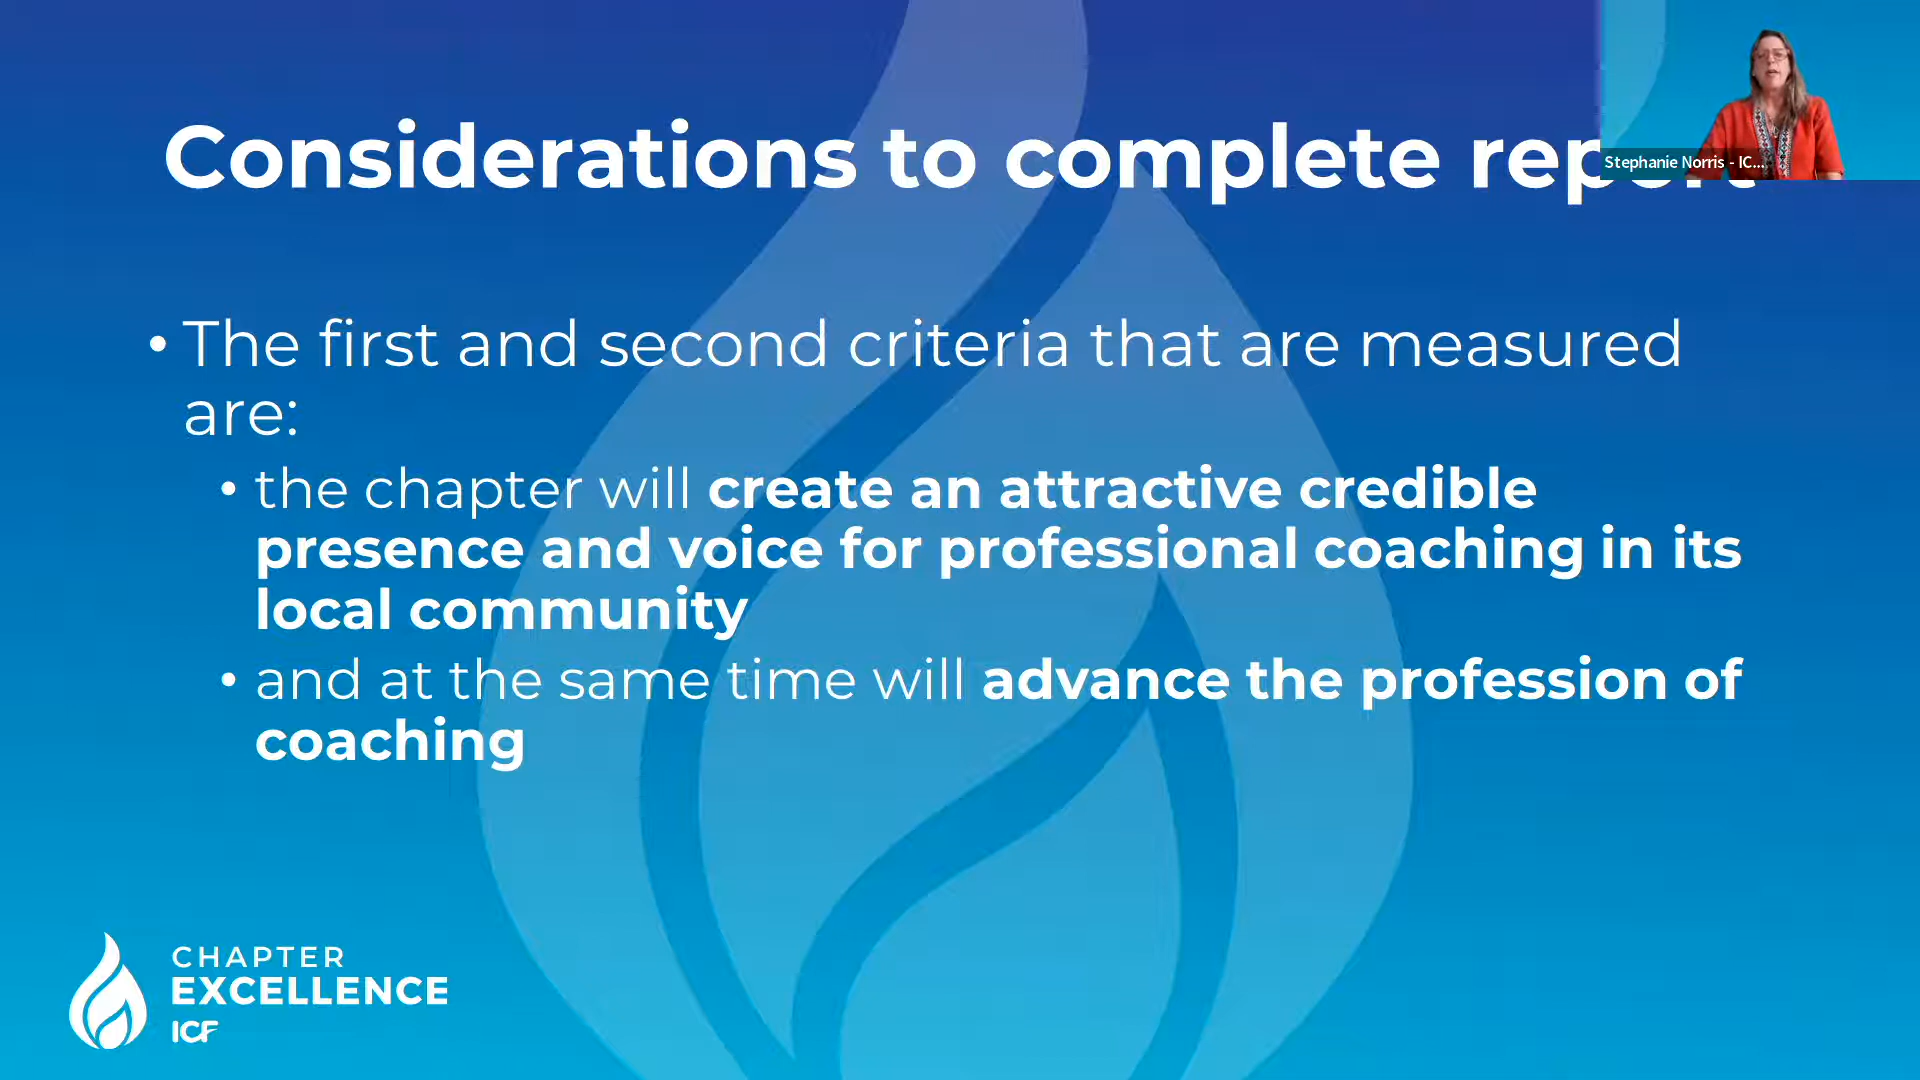 Considerations to complete report
Stephanie Norris - IC...
• The first and second criteria that are measured
are:
• the chapter will create an attractive credible
presence and voice for professional coaching in its
local community
• and at the same time will advance the profession of
coaching
CHAPTER
EXCELLENCE
ICF